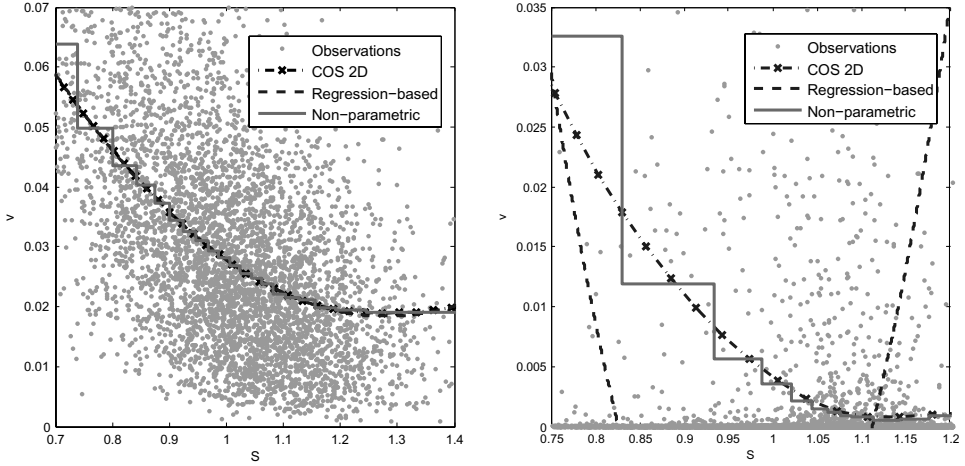 0.07
0.06
0.05
0.04
0.03
0.02
0.01
0
v
0.7
0.8
0.9
1
1.1
1.2
1.3
1.4
S
Observations
COS 2D
Regression−based
Non−parametric
0.035
0.03
0.025
0.02
0.015
0.01
0.005
0
v
0.75
0.8
0.85
0.9
0.95
1
1.05
1.1
1.15
1.2
S
Observations
COS 2D
Regression−based
Non−parametric